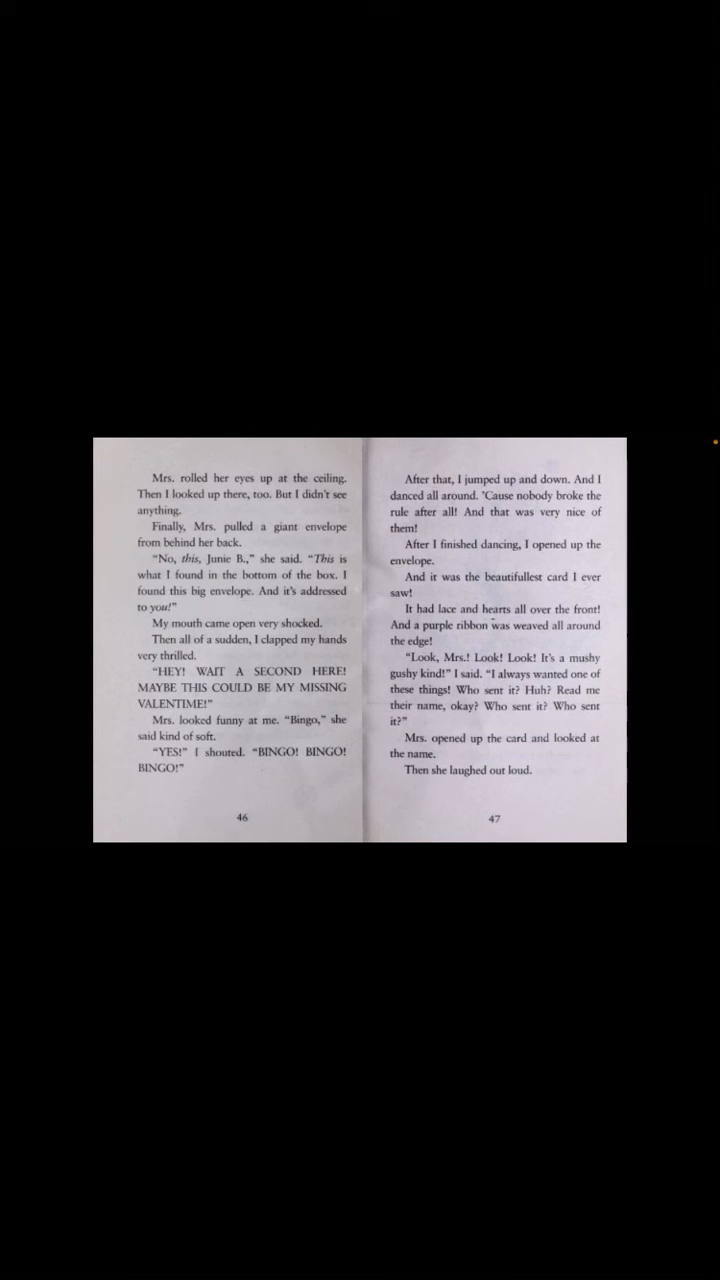 Mrs. rolled her eyes up at the ceiling.
Then I looked up there, too. But I didn't see
anything.
Finally, Mrs. pulled a giant envelope
from behind her back.
"No, this, Junie B.," she said. "This is
what I found in the bottom of the box. I
found this big envelope. And it's addressed
to you!"
My mouth came open very shocked.
Then all of a sudden, I clapped my hands
very thrilled.
"HEY! WAIT A SECOND HERE!
MAYBE THIS COULD BE MY MISSING
VALENTIME!"
Mrs. looked funny at me. "Bingo," she
said kind of soft.
"YES!" I shouted. "BINGO! BINGO!
BINGO!"
46
After that, I jumped up and down. And I
danced all around. 'Cause nobody broke the
rule after all! And that was very nice of
them!
After I finished dancing, I opened up the
envelope.
And it was the beautifullest card I ever
saw!
It had lace and hearts all over the front!
And a purple ribbon was weaved all around
the edge!
"Look, Mrs.! Look! Look! It's a mushy
gushy kind!" I said. "I always wanted one of
these things! Who sent it? Huh? Read me
their name, okay? Who sent it? Who sent
it?"
Mrs. opened up the card and looked at
the name.
Then she laughed out loud.
47